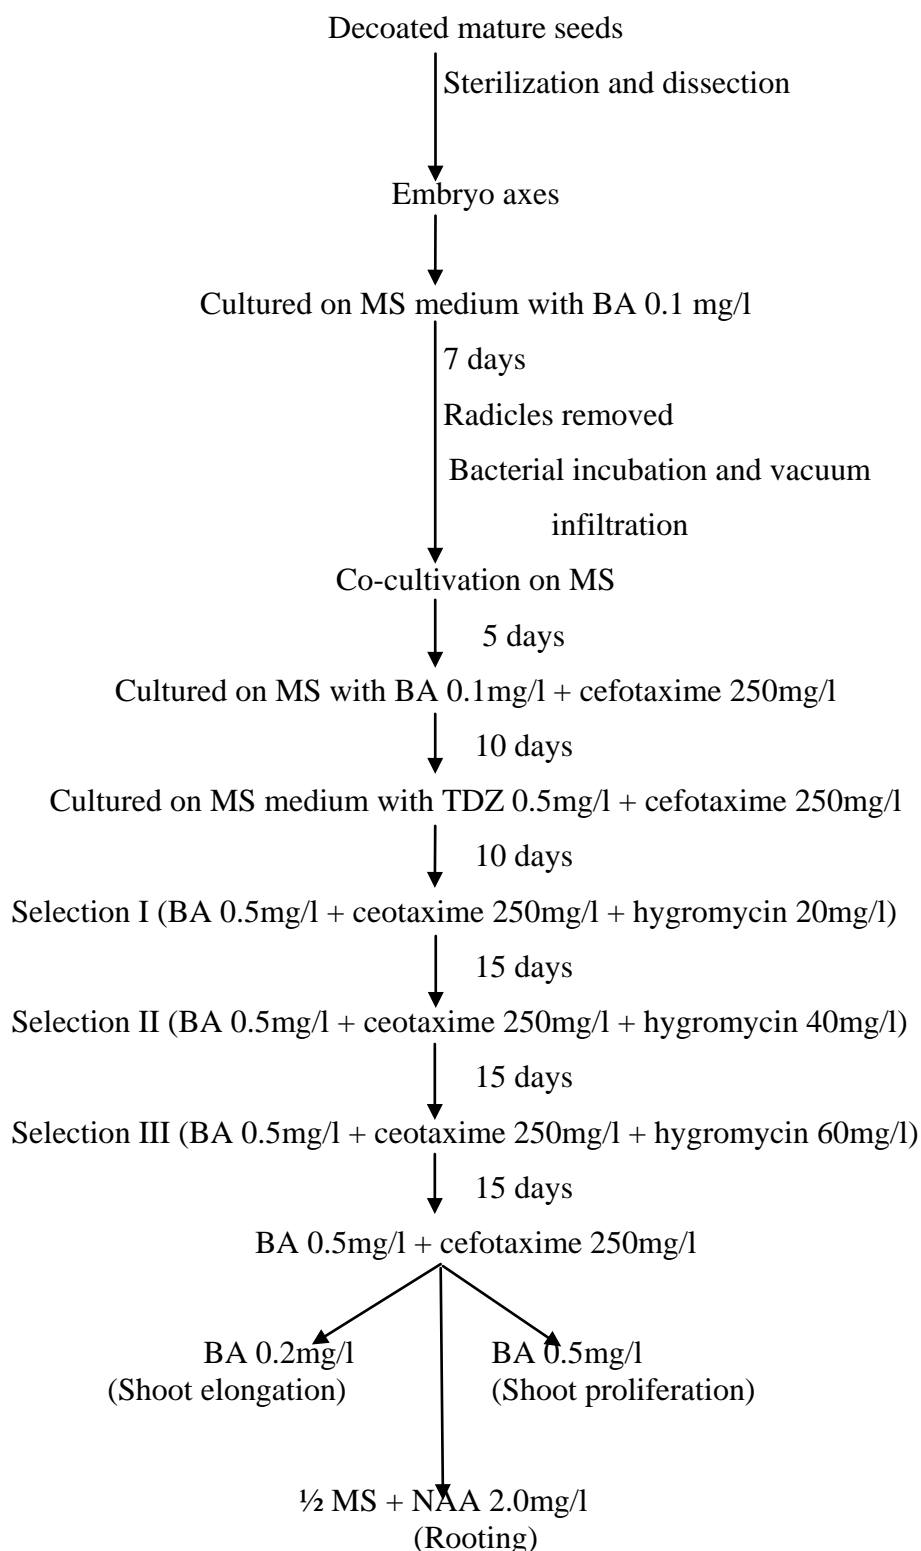 Decoated mature seeds
Sterilization and dissection
Embryo axes
Cultured on MS medium with BA 0.1 mg/l
7 days
Radicles removed
Bacterial incubation and vacuum
infiltration
Co-cultivation on MS
5 days
Cultured on MS with BA 0.1mg/l + cefotaxime 250mg/l
10 days
Cultured on MS medium with TDZ 0.5mg/l + cefotaxime 250mg/l
10 days
Selection I (BA 0.5mg/l + ceotaxime 250mg/l + hygromycin 20mg/l)
15 days
Selection II (BA 0.5mg/l + ceotaxime 250mg/l + hygromycin 40mg/l)
15 days
Selection III (BA 0.5mg/l + ceotaxime 250mg/l + hygromycin 60mg/l)
15 days
BA 0.5mg/l + cefotaxime 250mg/l
BA 0.2mg/l
(Shoot elongation)
BA 0.5mg/l
(Shoot proliferation)
½ MS + NAA 2.0mg/l
(Rooting)